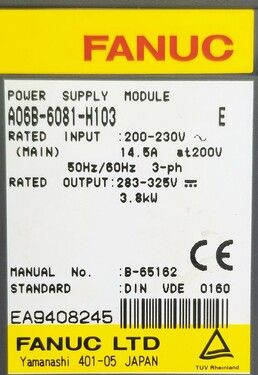 FANUC
POWER SUPPLY MODULE
A06B-6081-H103 E
RATED INPUT :200-230V ~
(MAIN) 14.5A at200V
50Hz/60Hz 3-ph
RATED OUTPUT:283-325V ⎓
3.8kW
CE
MANUAL No. :B-65162
STANDARD :DIN VDE 0160
EA9408245
FANUC LTD
Yamanashi 401-05 JAPAN
TUV Rheinland